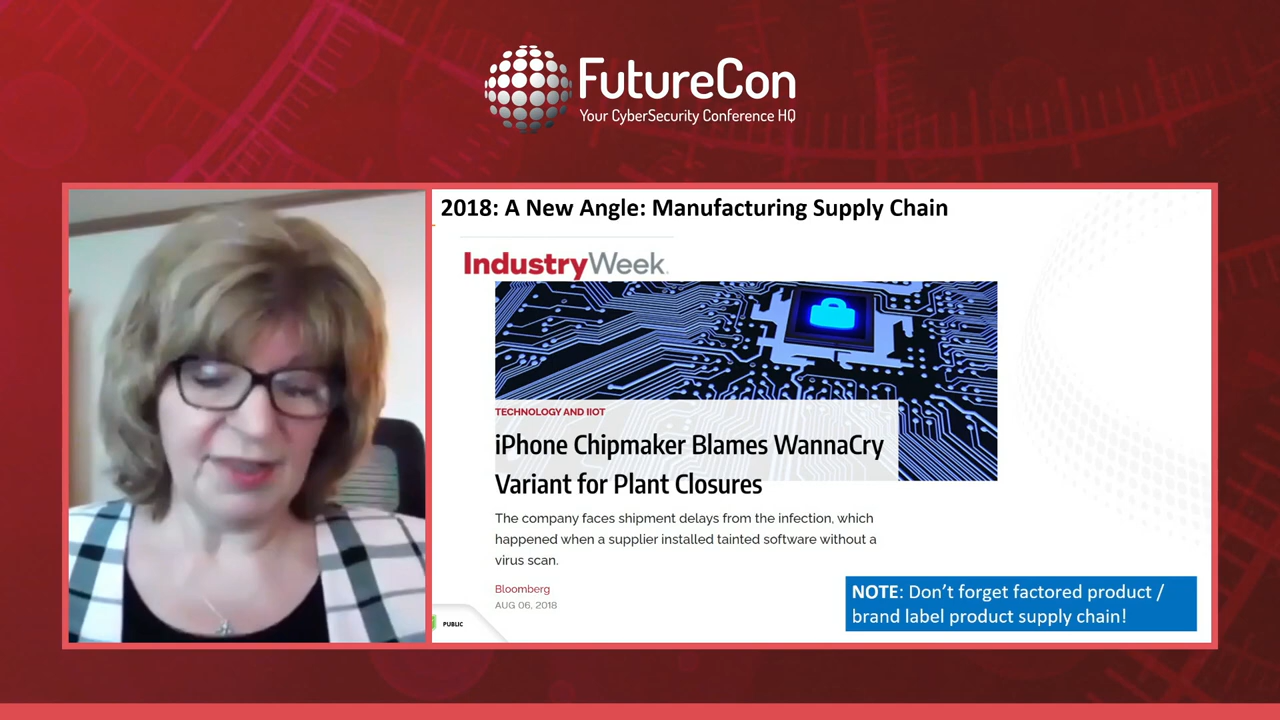 FutureCon
Your CyberSecurity Conference HQ
2018: A New Angle: Manufacturing Supply Chain
IndustryWeek.
TECHNOLOGY AND IIOT
iPhone Chipmaker Blames WannaCry
Variant for Plant Closures
The company faces shipment delays from the infection, which
happened when a supplier installed tainted software without a
virus scan.
Bloomberg
AUG 06, 2018
NOTE: Don't forget factored product /
brand label product supply chain!
PUBLIC